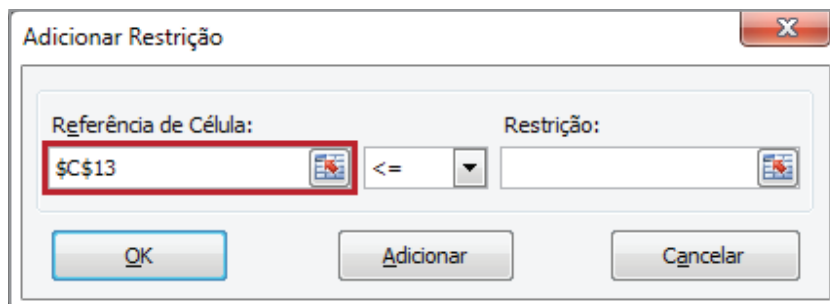 Adicionar Restrição
Referência de Célula: Restrição:
$C$13 <=
OK Adicionar Cancelar